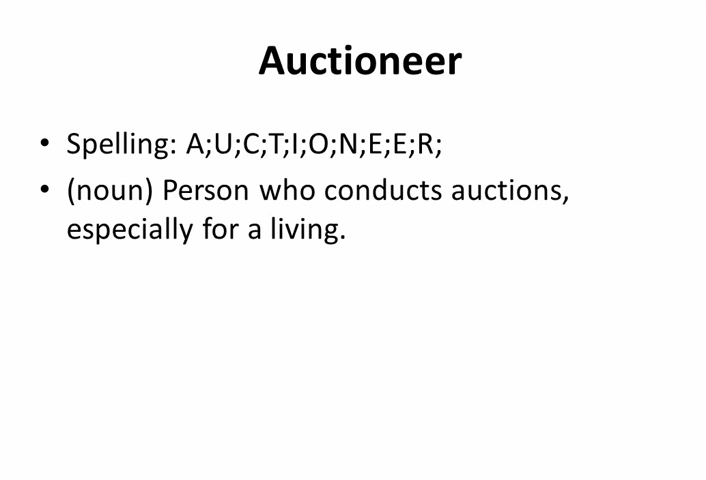 Auctioneer
• Spelling: A;U;C;T;I;O;N;E;E;R;
• (noun) Person who conducts auctions,
especially for a living.